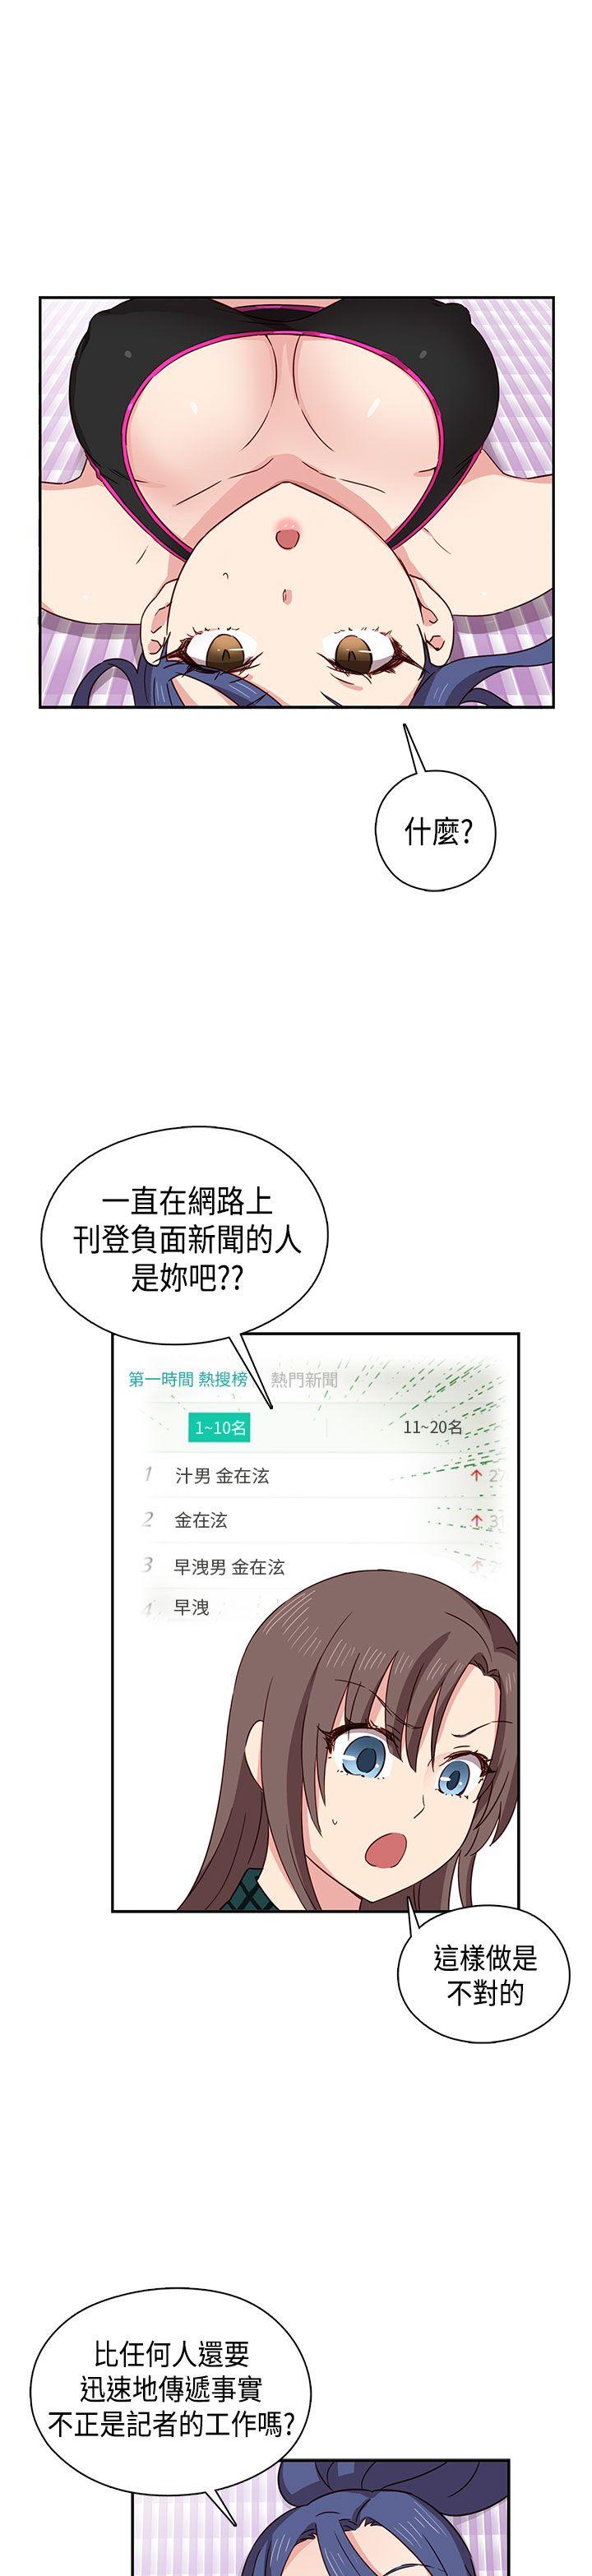 什麼?
一直在網路上
刊登負面新聞的人
是妳吧??
第一時間 熱搜榜 熱門新聞
1~10名 11~20名
1 汁男 金在泫
2 金在泫
3 早洩男 金在泫
4 早洩
這樣做是
不對的
比任何人還要
迅速地傳遞事實
不正是記者的工作嗎?